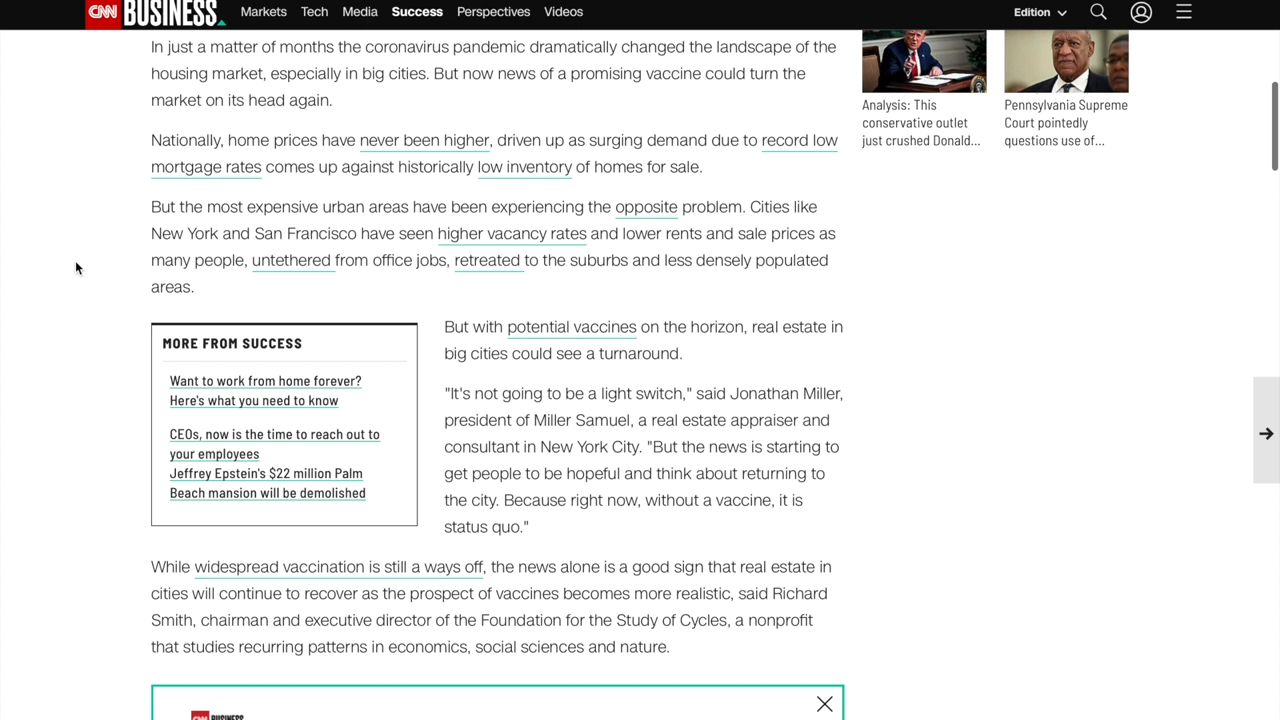 CNN BUSINESS Markets Tech Media Success Perspectives Videos Edition
In just a matter of months the coronavirus pandemic dramatically changed the landscape of the
housing market, especially in big cities. But now news of a promising vaccine could turn the
market on its head again.
Nationally, home prices have never been higher, driven up as surging demand due to record low
mortgage rates comes up against historically low inventory of homes for sale.
But the most expensive urban areas have been experiencing the opposite problem. Cities like
New York and San Francisco have seen higher vacancy rates and lower rents and sale prices as
many people, untethered from office jobs, retreated to the suburbs and less densely populated
areas.
MORE FROM SUCCESS
Want to work from home forever?
Here's what you need to know
CEOs, now is the time to reach out to
your employees
Jeffrey Epstein's $22 million Palm
Beach mansion will be demolished
But with potential vaccines on the horizon, real estate in
big cities could see a turnaround.
"It's not going to be a light switch," said Jonathan Miller,
president of Miller Samuel, a real estate appraiser and
consultant in New York City. "But the news is starting to
get people to be hopeful and think about returning to
the city. Because right now, without a vaccine, it is
status quo."
While widespread vaccination is still a ways off, the news alone is a good sign that real estate in
cities will continue to recover as the prospect of vaccines becomes more realistic, said Richard
Smith, chairman and executive director of the Foundation for the Study of Cycles, a nonprofit
that studies recurring patterns in economics, social sciences and nature.
CNN BUSINESS
Analysis: This
conservative outlet
just crushed Donald...
Pennsylvania Supreme
Court pointedly
questions use of...